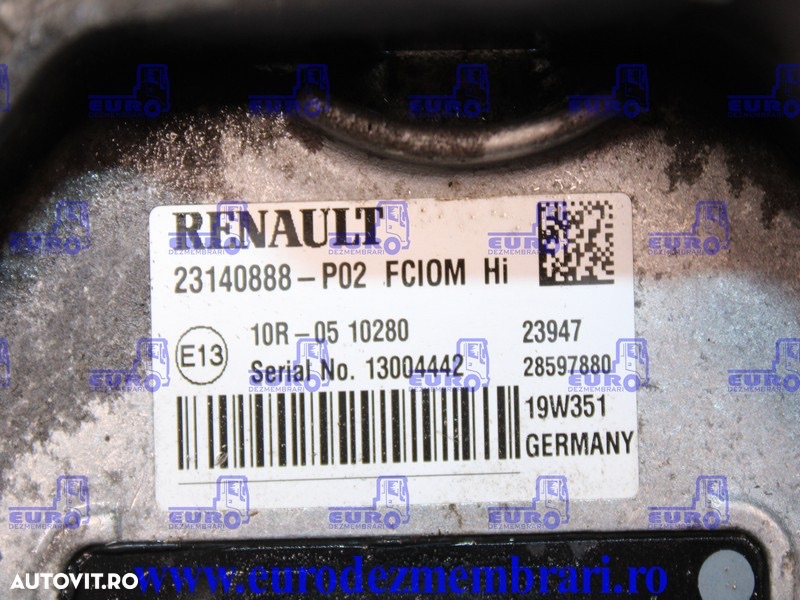 RENAULT
23140888-P02 FCIOM Hi
E13
10R-05 10280
23947
Serial No. 13004442
28597880
19W351
GERMANY
EURO
DEZMEMBRARI
AUTOVIT.RO
www.eurodezmembrari.ro